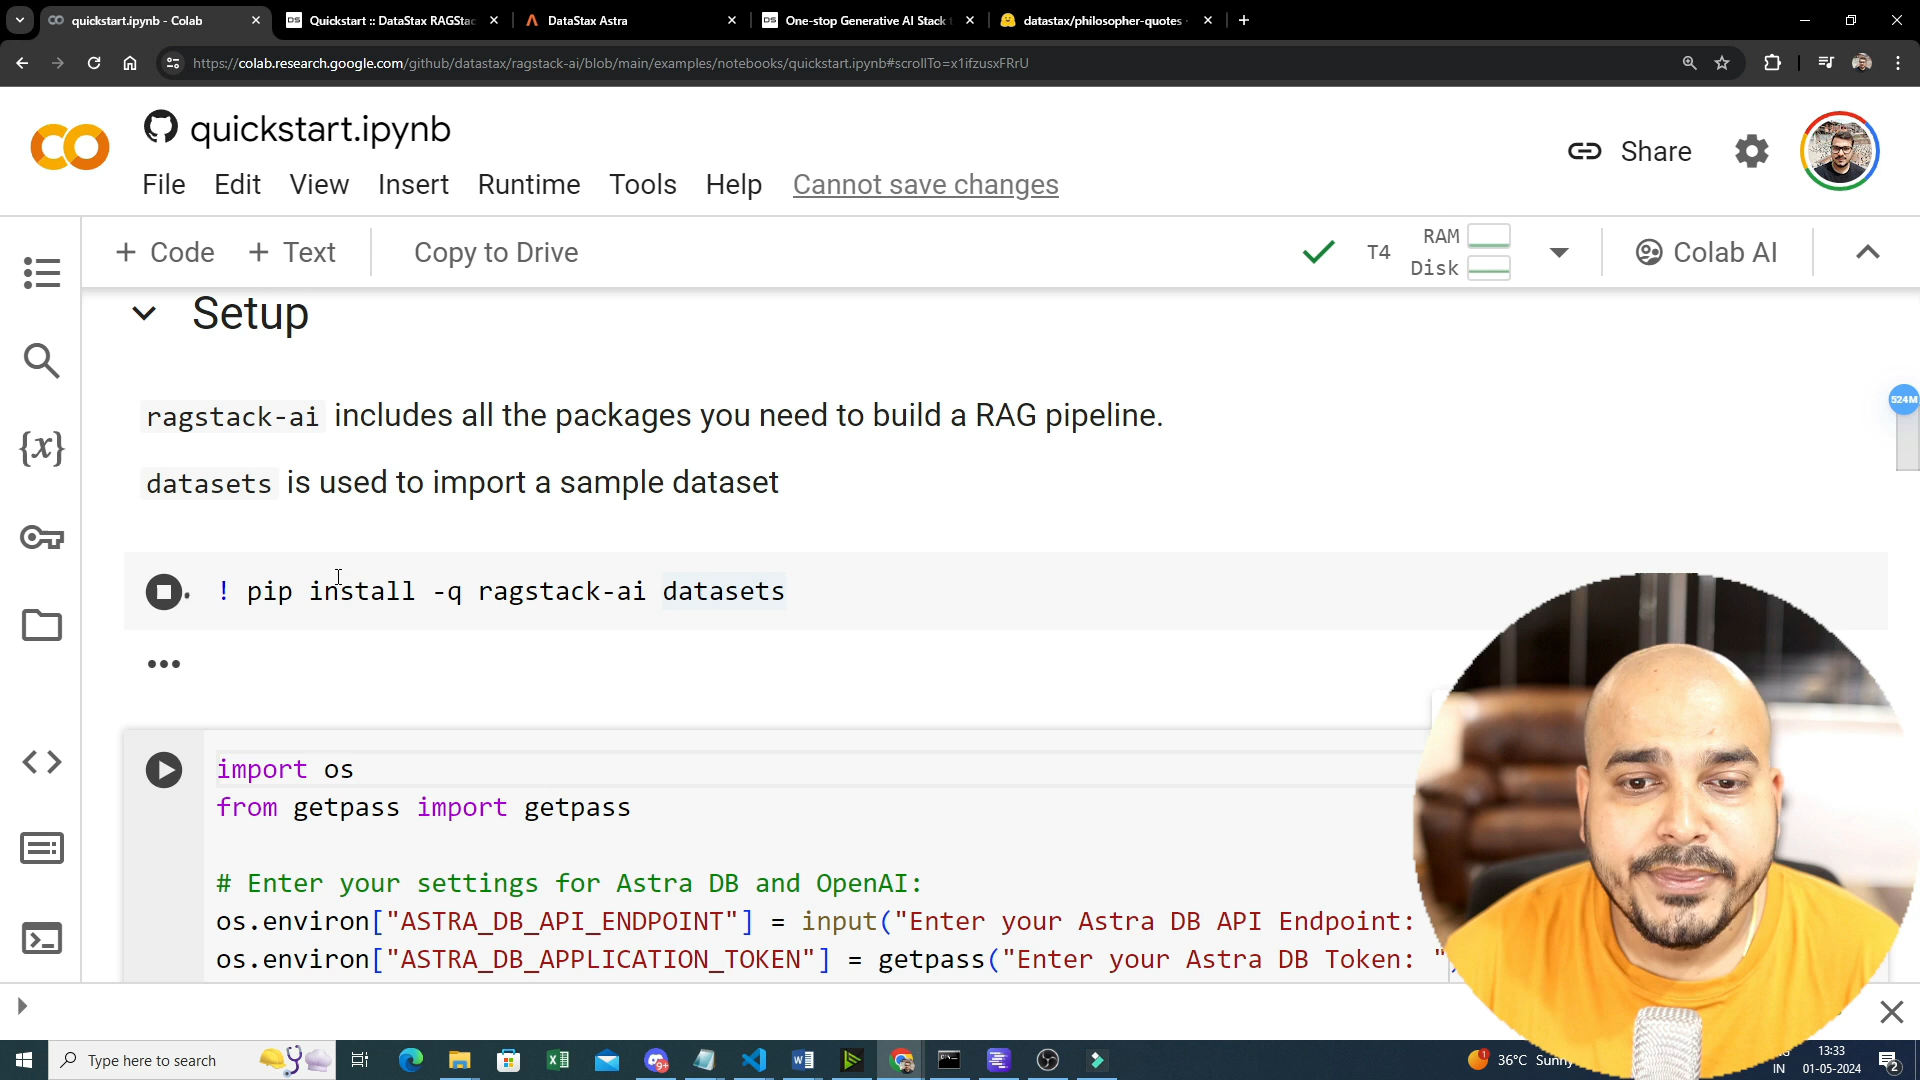 quickstart.ipynb - Colab
Quickstart :: DataStax RAGStac
DataStax Astra
One-stop Generative AI Stack
datastax/philosopher-quotes
https://colab.research.google.com/github/datastax/ragstack-ai/blob/main/examples/notebooks/quickstart.ipynb#scrollTo=x1ifzusxFRrU
quickstart.ipynb
Share
File Edit View Insert Runtime Tools Help Cannot save changes
+ Code + Text Copy to Drive
T4
RAM
Disk
Colab AI
Setup
ragstack-ai includes all the packages you need to build a RAG pipeline.
524M
datasets is used to import a sample dataset
! pip install -q ragstack-ai datasets
import os
from getpass import getpass
# Enter your settings for Astra DB and OpenAI:
os.environ["ASTRA_DB_API_ENDPOINT"] = input("Enter your Astra DB API Endpoint:
os.environ["ASTRA_DB_APPLICATION_TOKEN"] = getpass("Enter your Astra DB Token: "
Type here to search
36°C Sunny
IN
13:33
01-05-2024